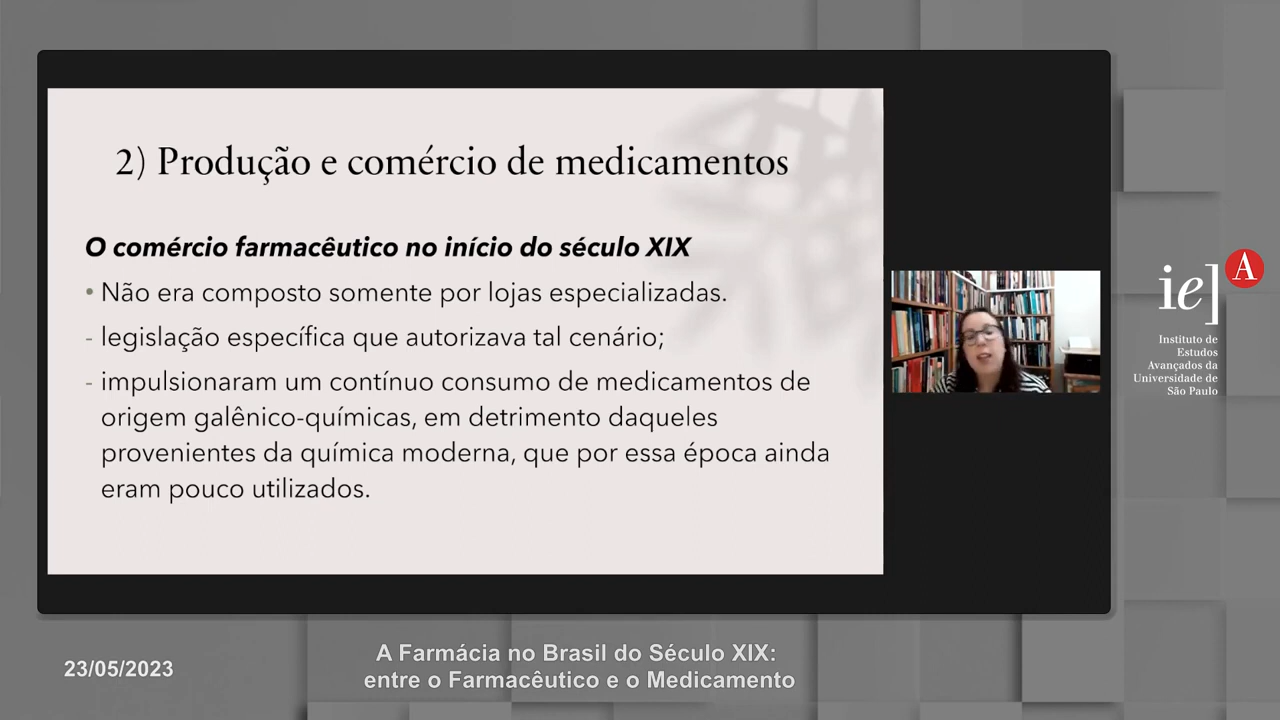 2) Produção e comércio de medicamentos
O comércio farmacêutico no início do século XIX
• Não era composto somente por lojas especializadas.
- legislação específica que autorizava tal cenário;
- impulsionaram um contínuo consumo de medicamentos de
origem galênico-químicas, em detrimento daqueles
provenientes da química moderna, que por essa época ainda
eram pouco utilizados.
ie] A
Instituto de
Estudos
Avançados da
Universidade de
São Paulo
23/05/2023
A Farmácia no Brasil do Século XIX:
entre o Farmacêutico e o Medicamento